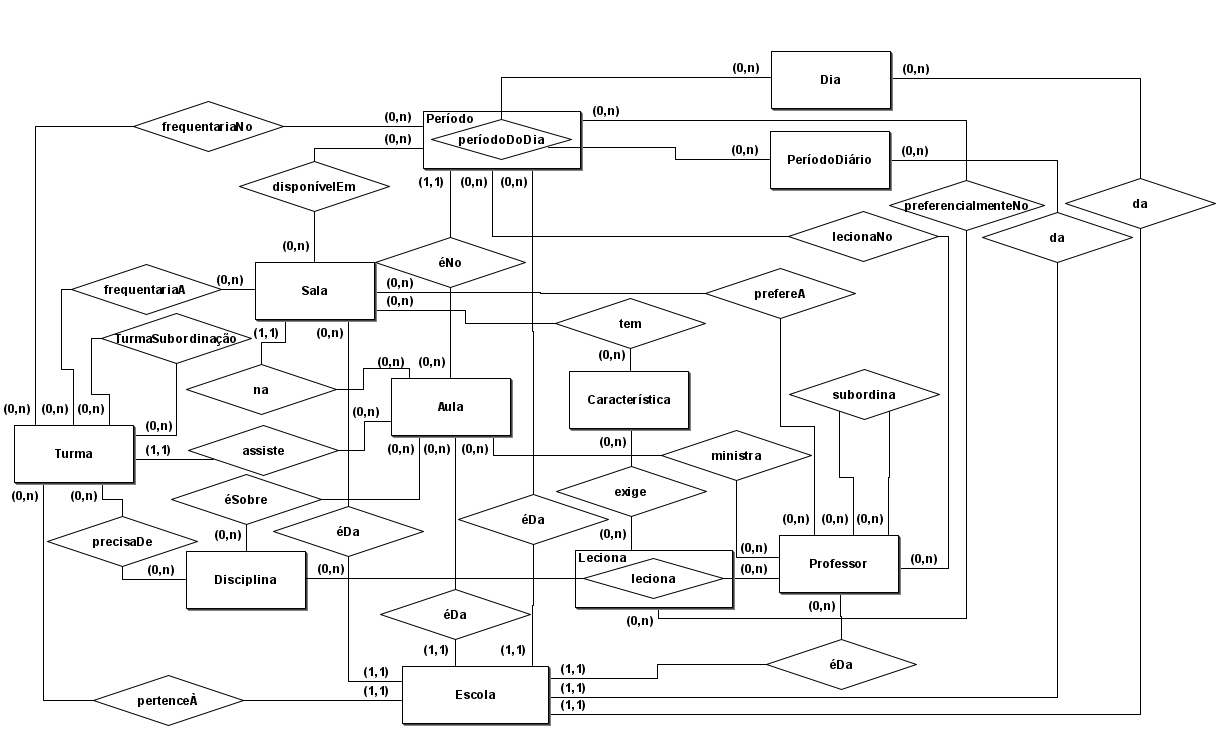 (0,n)
Dia
(0,n)
frequentariaNo
(0,n)
Período
(0,n)
períodoDoDia
(0,n)
(0,n)
PeríodoDiário
(0,n)
disponívelEm
(1,1)
(0,n)
(0,n)
preferencialmenteNo
da
(0,n)
lecionaNo
da
éNo
frequentariaA
(0,n)
Sala
(0,n)
prefereA
(0,n)
TurmaSubordinação
(1,1)
(0,n)
tem
(0,n)
(0,n)
(0,n)
na
Característica
subordina
(0,n)
(0,n)
(0,n)
(0,n)
Aula
(0,n)
Turma
(1,1)
assiste
(0,n)
(0,n)
(0,n)
(0,n)
ministra
(0,n)
(0,n)
éSobre
exige
precisaDe
(0,n)
éDa
éDa
(0,n)
(0,n)
(0,n)
(0,n)
(0,n)
Disciplina
(0,n)
Leciona
leciona
(0,n)
(0,n)
Professor
(0,n)
éDa
(0,n)
(0,n)
(1,1)
(1,1)
(1,1)
(1,1)
éDa
pertenceÀ
(1,1)
Escola
(1,1)
(1,1)